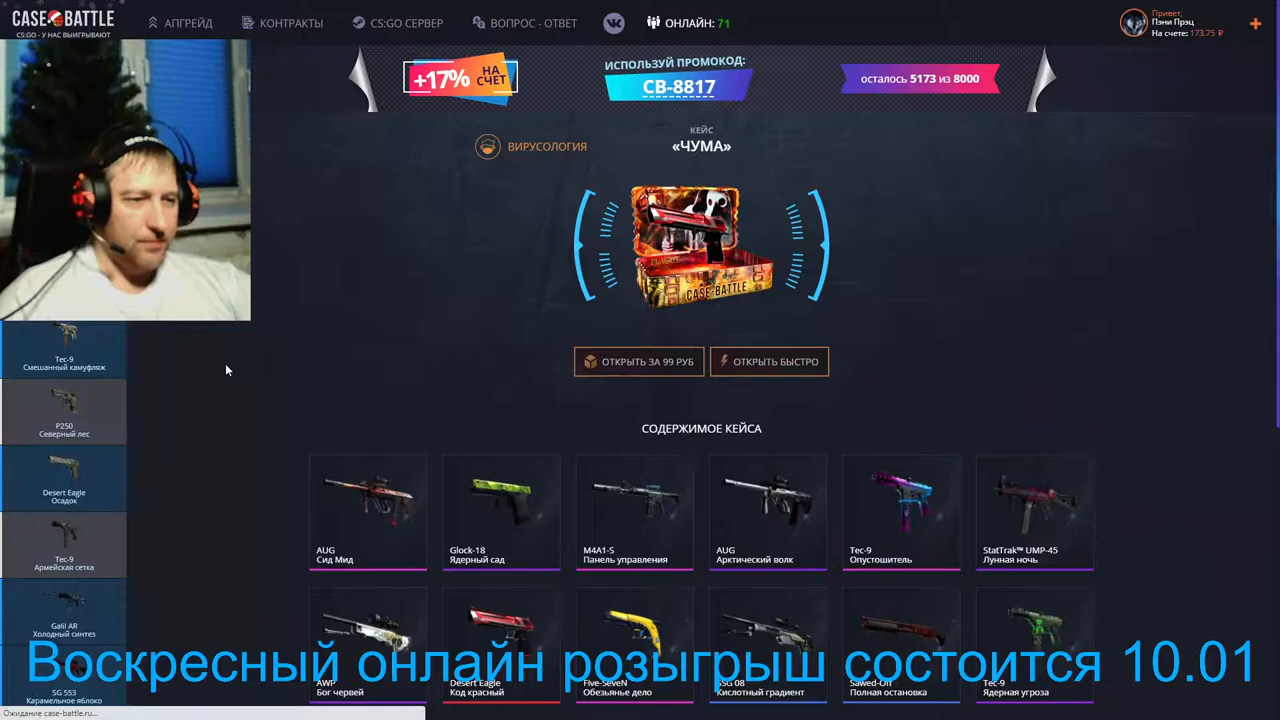 CASE BATTLE
CS:GO - У НАС ВЫИГРЫВАЮТ
АПГРЕЙД
КОНТРАКТЫ
CS:GO СЕРВЕР
ВОПРОС - ОТВЕТ
ОНЛАЙН: 71
Привет,
Пэни Прэц
На счете: 173.75 ₽
+17% НА СЧЕТ
ИСПОЛЬЗУЙ ПРОМОКОД:
CB-8817
осталось 5173 из 8000
ВИРУСОЛОГИЯ
КЕЙС
«ЧУМА»
CASE-BATTLE
ОТКРЫТЬ ЗА 99 РУБ
ОТКРЫТЬ БЫСТРО
СОДЕРЖИМОЕ КЕЙСА
Tec-9
Смешанный камуфляж
P250
Северный лес
Desert Eagle
Осадок
Tec-9
Армейская сетка
Galil AR
Холодный синтез
SG 553
Карамельное яблоко
AUG
Сид Мид
Glock-18
Ядерный сад
M4A1-S
Панель управления
AUG
Арктический волк
Tec-9
Опустошитель
StatTrak™ UMP-45
Лунная ночь
AWP
Бог червей
Desert Eagle
Код красный
Five-SeveN
Обезьянье дело
SSG 08
Кислотный градиент
Sawed-Off
Полная остановка
Tec-9
Ядерная угроза
Воскресный онлайн розыгрыш состоится 10.01
Ожидание case-battle.ru...